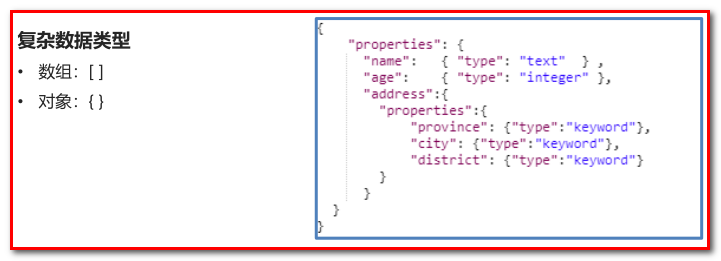 复杂数据类型
• 数组：[ ]
• 对象：{ }
{
"properties": {
"name": { "type": "text" } ,
"age": { "type": "integer" },
"address":{
"properties":{
"province": {"type":"keyword"},
"city": {"type":"keyword"},
"district": {"type":"keyword"}
}
}
}
}